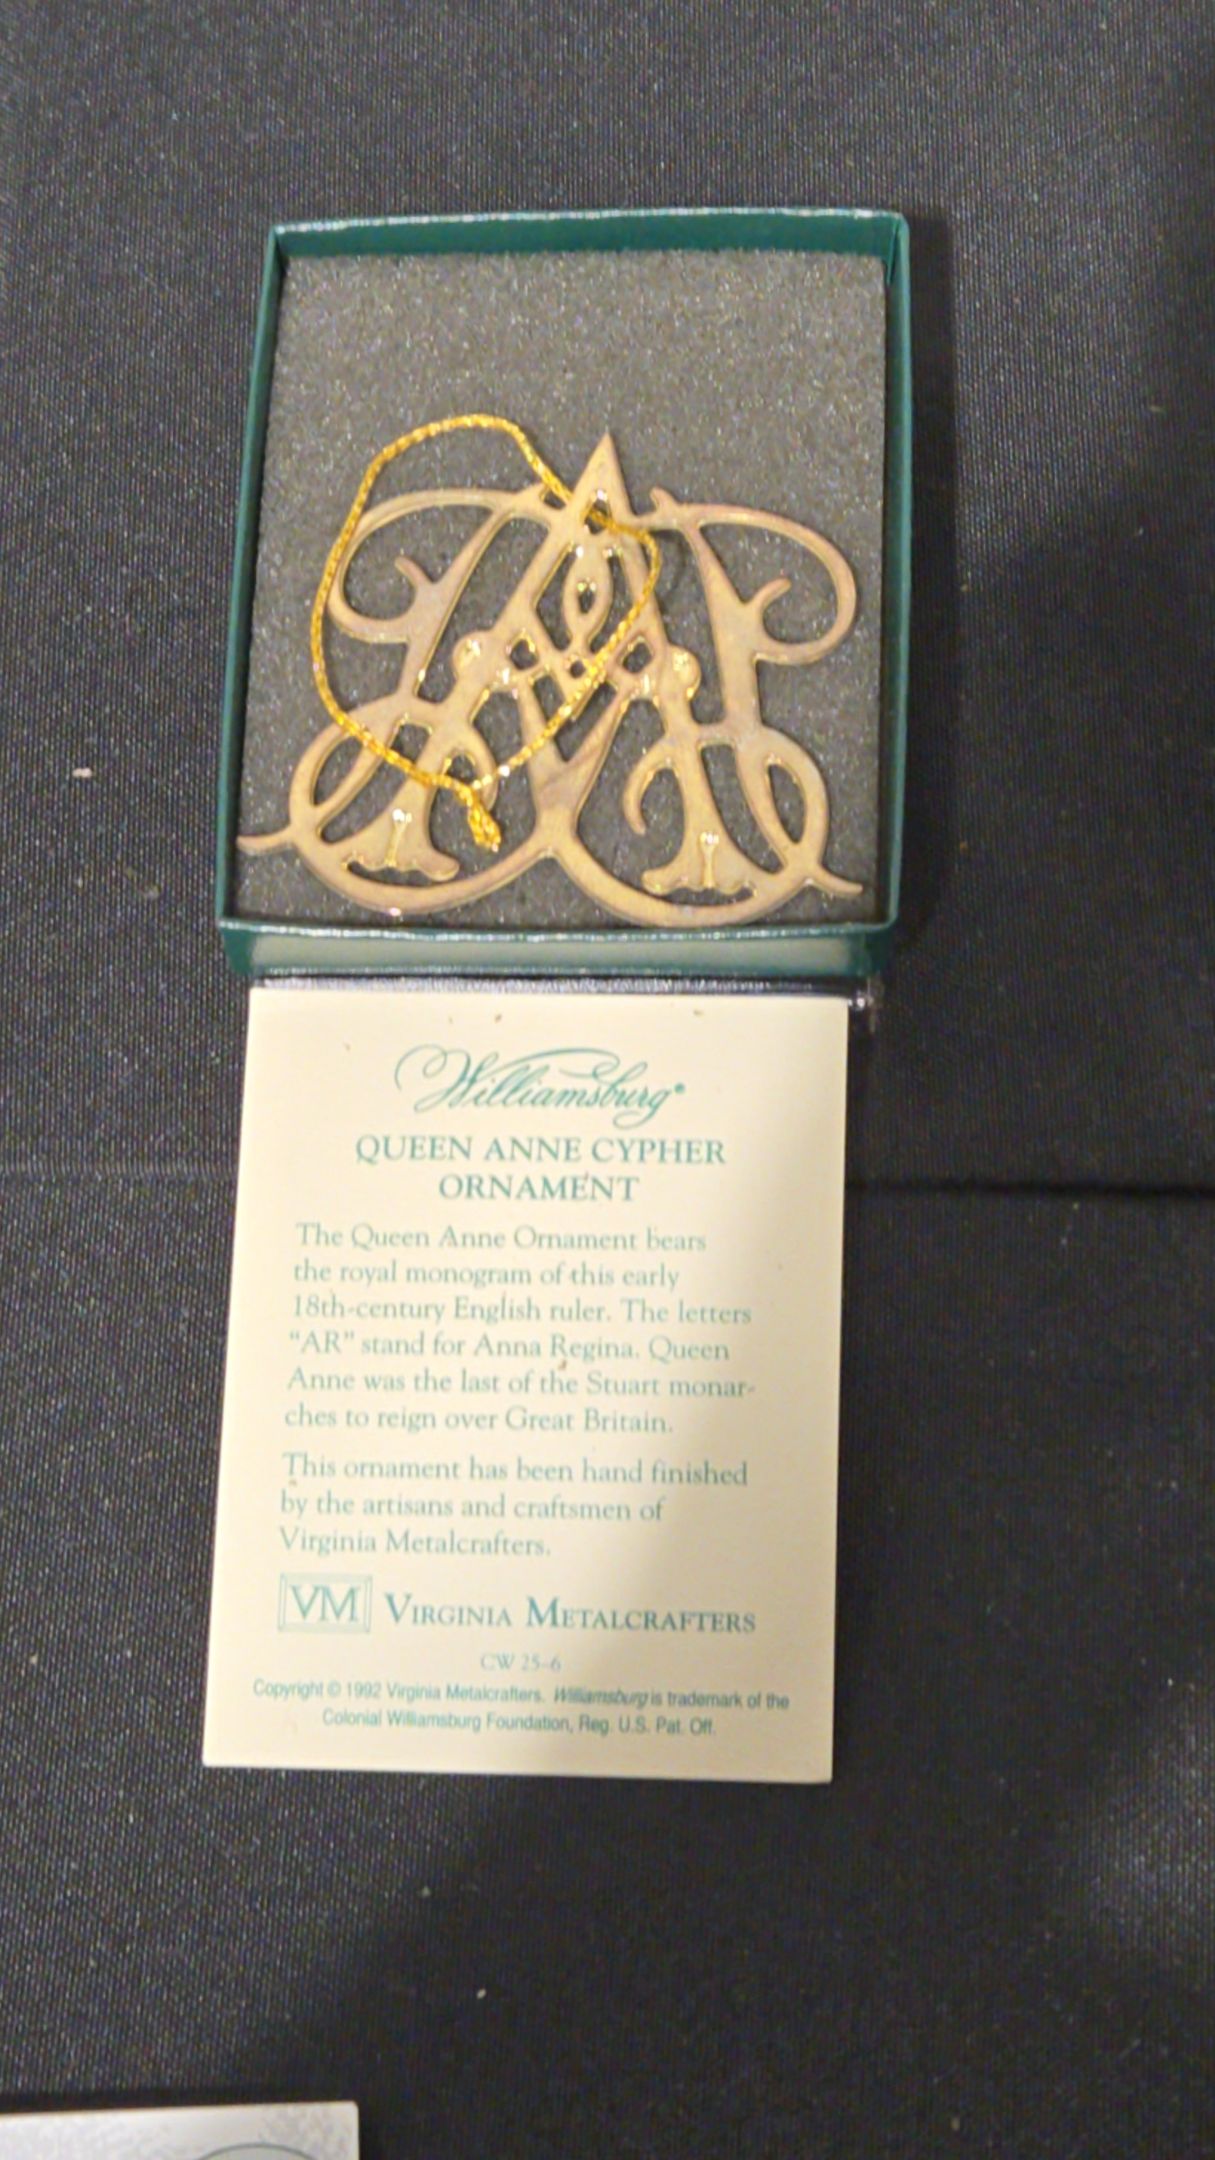 Williamsburg®
QUEEN ANNE CYPHER
ORNAMENT
The Queen Anne Ornament bears
the royal monogram of this early
18th-century English ruler. The letters
“AR” stand for Anna Regina. Queen
Anne was the last of the Stuart monar-
ches to reign over Great Britain.
This ornament has been hand finished
by the artisans and craftsmen of
Virginia Metalcrafters.
VM VIRGINIA METALCRAFTERS
CW 25-6
Copyright © 1992 Virginia Metalcrafters. Williamsburg is trademark of the
Colonial Williamsburg Foundation, Reg. U.S. Pat. Off.